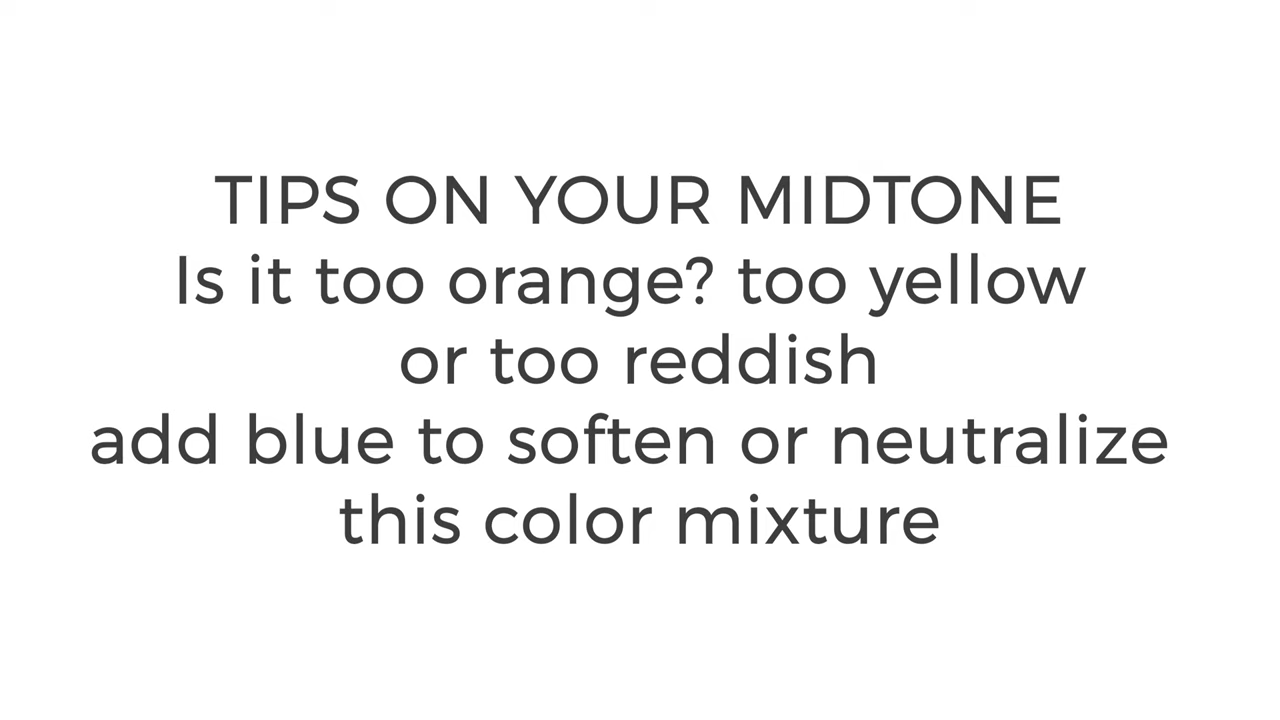 TIPS ON YOUR MIDTONE
Is it too orange? too yellow
or too reddish
add blue to soften or neutralize
this color mixture